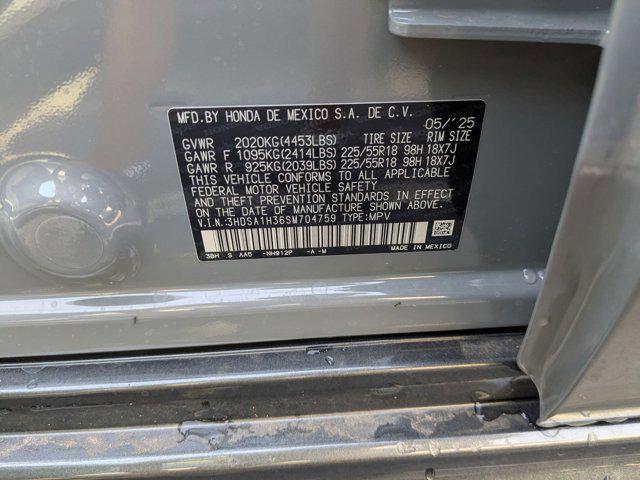 MFD.BY HONDA DE MEXICO S.A. DE C.V.
05/'25
GVWR 2020KG(4453LBS) TIRE SIZE RIM SIZE
GAWR F 1095KG(2414LBS) 225/55R18 98H 18X7J
GAWR R 925KG(2039LBS) 225/55R18 98H 18X7J
THIS VEHICLE CONFORMS TO ALL APPLICABLE
FEDERAL MOTOR VEHICLE SAFETY
AND THEFT PREVENTION STANDARDS IN EFFECT ON
THE DATE OF MANUFACTURE SHOWN ABOVE.
V.I.N.:3HDSA1H36SM704759 TYPE:MPV
3BH S AA5 -NH912P -A-M MADE IN MEXICO